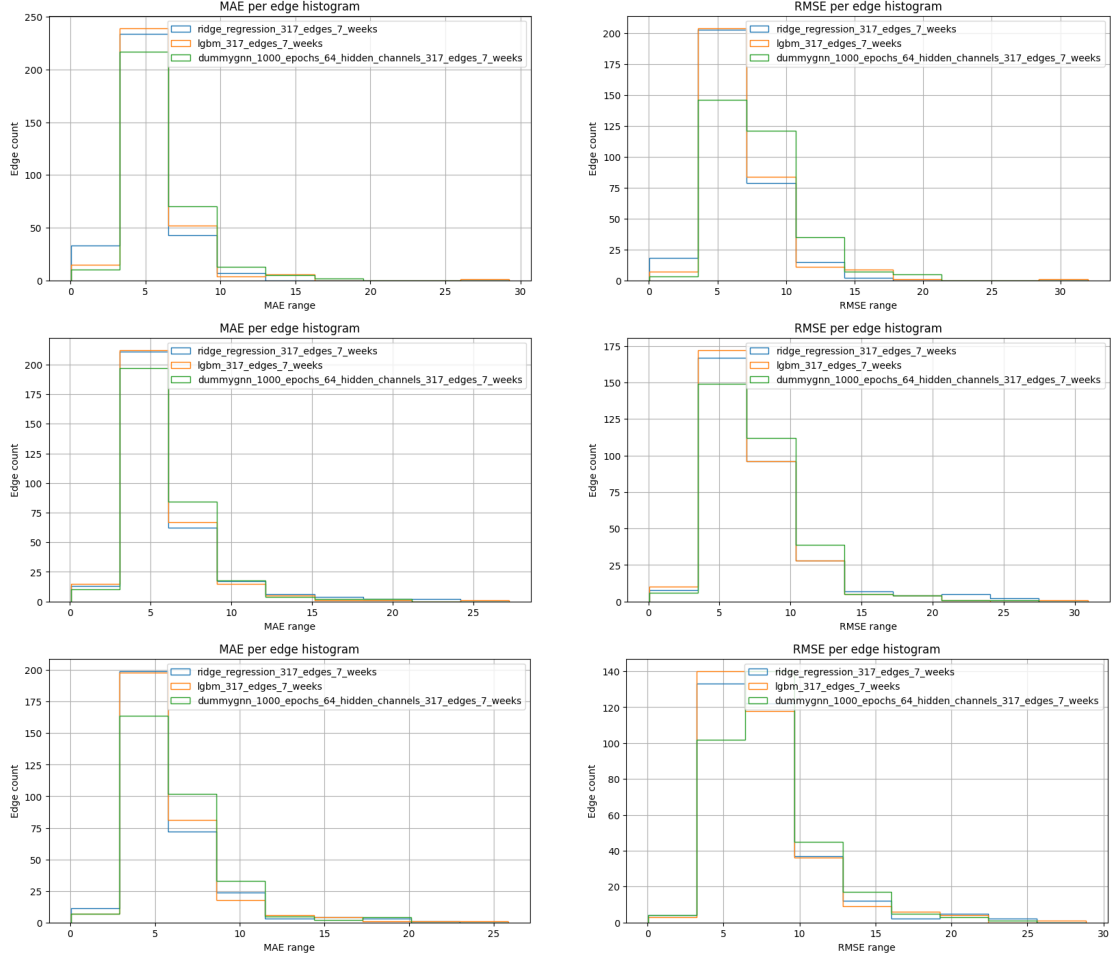 MAE per edge histogram
ridge_regression_317_edges_7_weeks
lgbm_317_edges_7_weeks
dummygnn_1000_epochs_64_hidden_channels_317_edges_7_weeks
250
200
150
100
50
0
Edge count
0 5 10 15 20 25 30
MAE range
RMSE per edge histogram
ridge_regression_317_edges_7_weeks
lgbm_317_edges_7_weeks
dummygnn_1000_epochs_64_hidden_channels_317_edges_7_weeks
200
175
150
125
100
75
50
25
0
Edge count
0 5 10 15 20 25 30
RMSE range
MAE per edge histogram
ridge_regression_317_edges_7_weeks
lgbm_317_edges_7_weeks
dummygnn_1000_epochs_64_hidden_channels_317_edges_7_weeks
200
175
150
125
100
75
50
25
0
Edge count
0 5 10 15 20 25
MAE range
RMSE per edge histogram
ridge_regression_317_edges_7_weeks
lgbm_317_edges_7_weeks
dummygnn_1000_epochs_64_hidden_channels_317_edges_7_weeks
175
150
125
100
75
50
25
0
Edge count
0 5 10 15 20 25 30
RMSE range
MAE per edge histogram
ridge_regression_317_edges_7_weeks
lgbm_317_edges_7_weeks
dummygnn_1000_epochs_64_hidden_channels_317_edges_7_weeks
200
175
150
125
100
75
50
25
0
Edge count
0 5 10 15 20 25
MAE range
RMSE per edge histogram
ridge_regression_317_edges_7_weeks
lgbm_317_edges_7_weeks
dummygnn_1000_epochs_64_hidden_channels_317_edges_7_weeks
140
120
100
80
60
40
20
0
Edge count
0 5 10 15 20 25 30
RMSE range